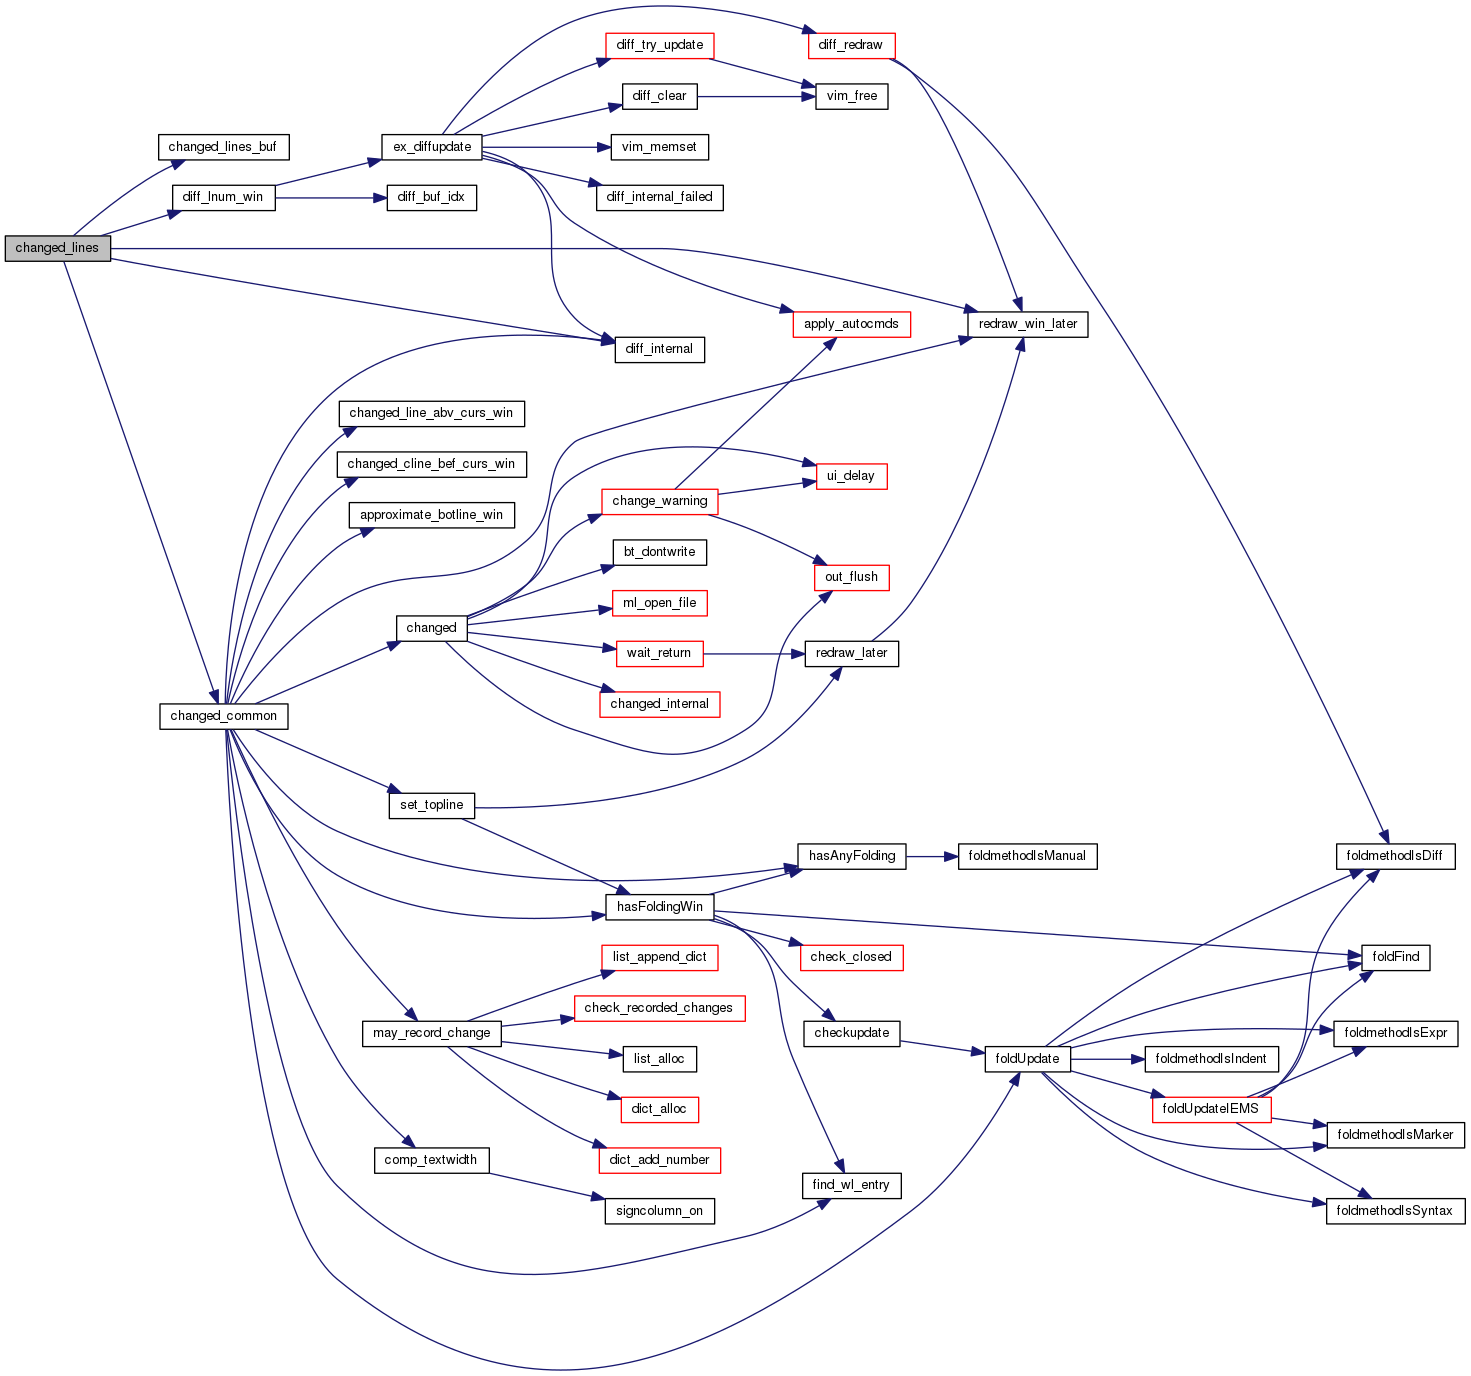 diff_try_update
diff_redraw
diff_clear
vim_free
changed_lines_buf
ex_diffupdate
vim_memset
diff_lnum_win
diff_buf_idx
diff_internal_failed
changed_lines
apply_autocmds
redraw_win_later
diff_internal
changed_line_abv_curs_win
changed_cline_bef_curs_win
ui_delay
change_warning
approximate_botline_win
bt_dontwrite
out_flush
ml_open_file
changed
wait_return
redraw_later
changed_internal
changed_common
set_topline
hasAnyFolding
foldmethodIsManual
foldmethodIsDiff
hasFoldingWin
list_append_dict
check_closed
foldFind
check_recorded_changes
may_record_change
checkupdate
foldmethodIsExpr
list_alloc
foldUpdate
foldmethodIsIndent
dict_alloc
foldUpdateIEMS
foldmethodIsMarker
comp_textwidth
dict_add_number
find_wl_entry
signcolumn_on
foldmethodIsSyntax